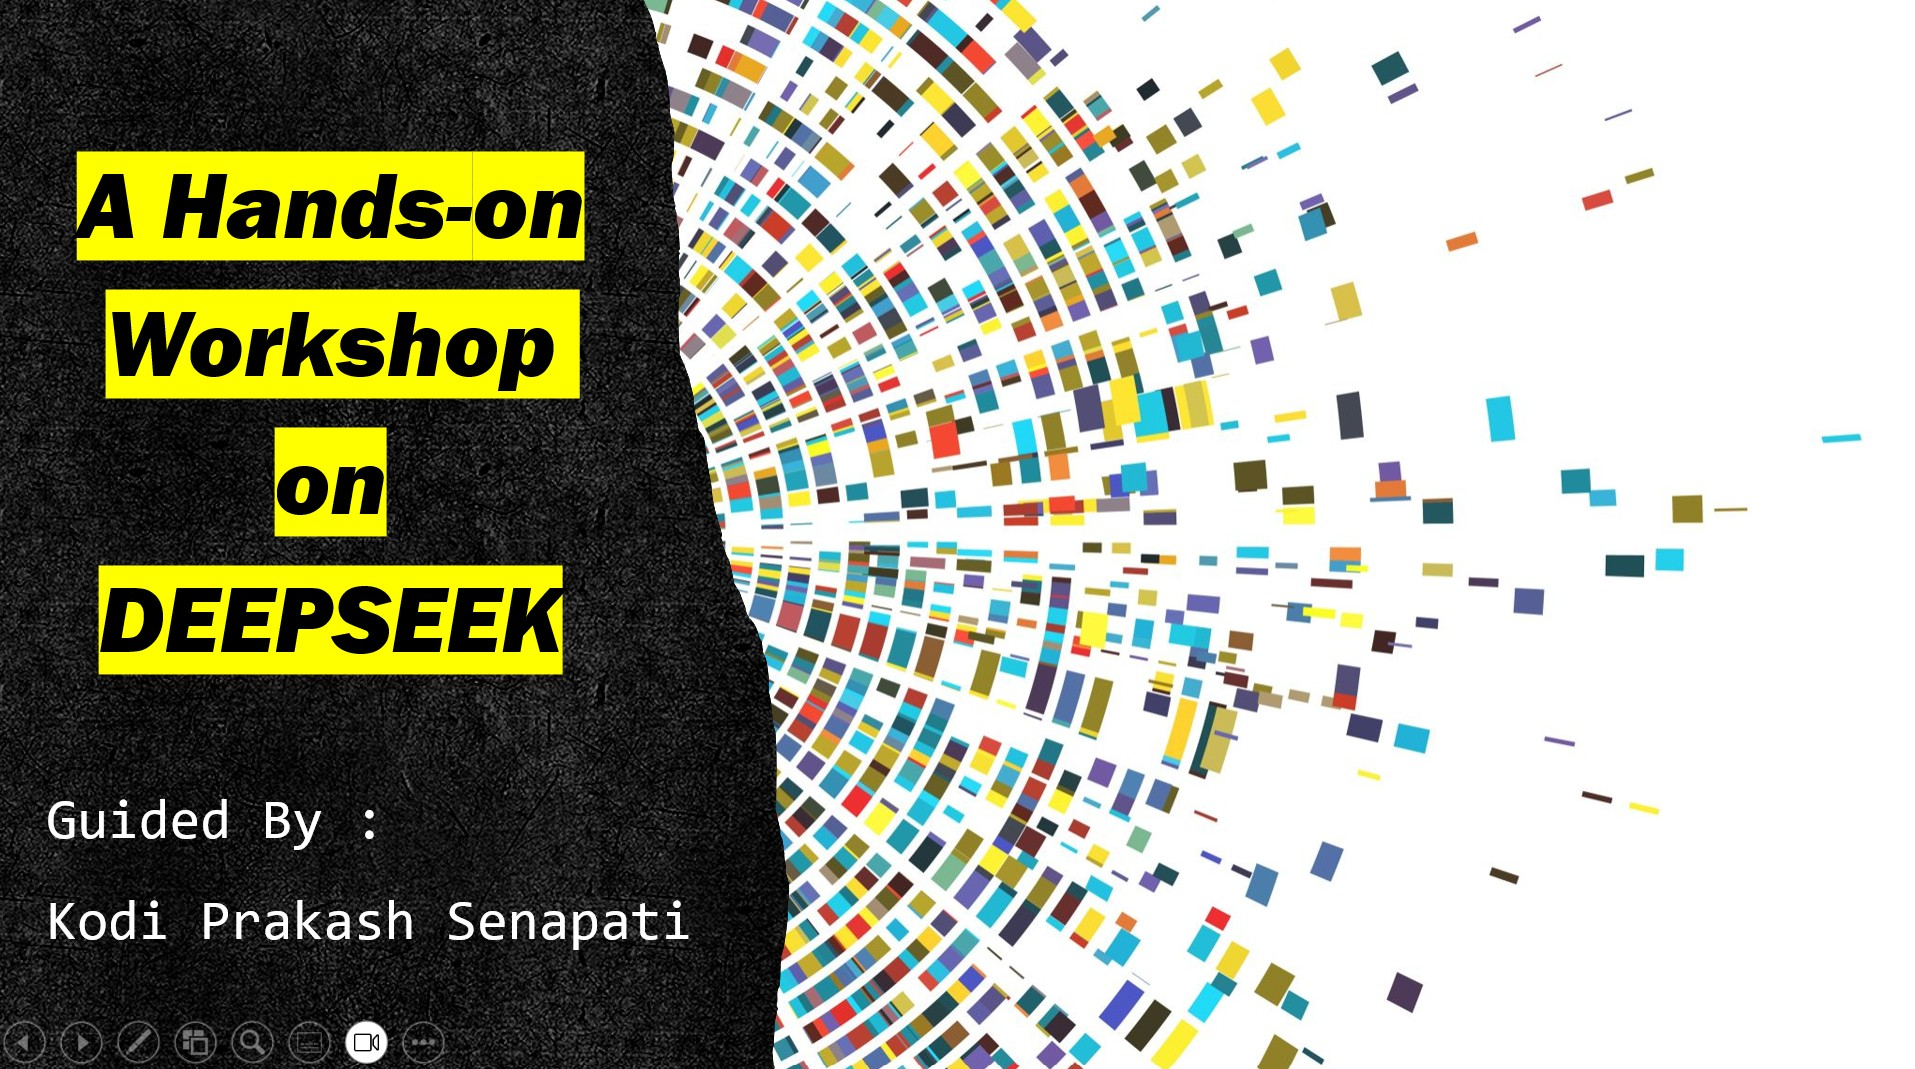 A Hands-on
Workshop
on
DEEPSEEK
Guided By :
Kodi Prakash Senapati